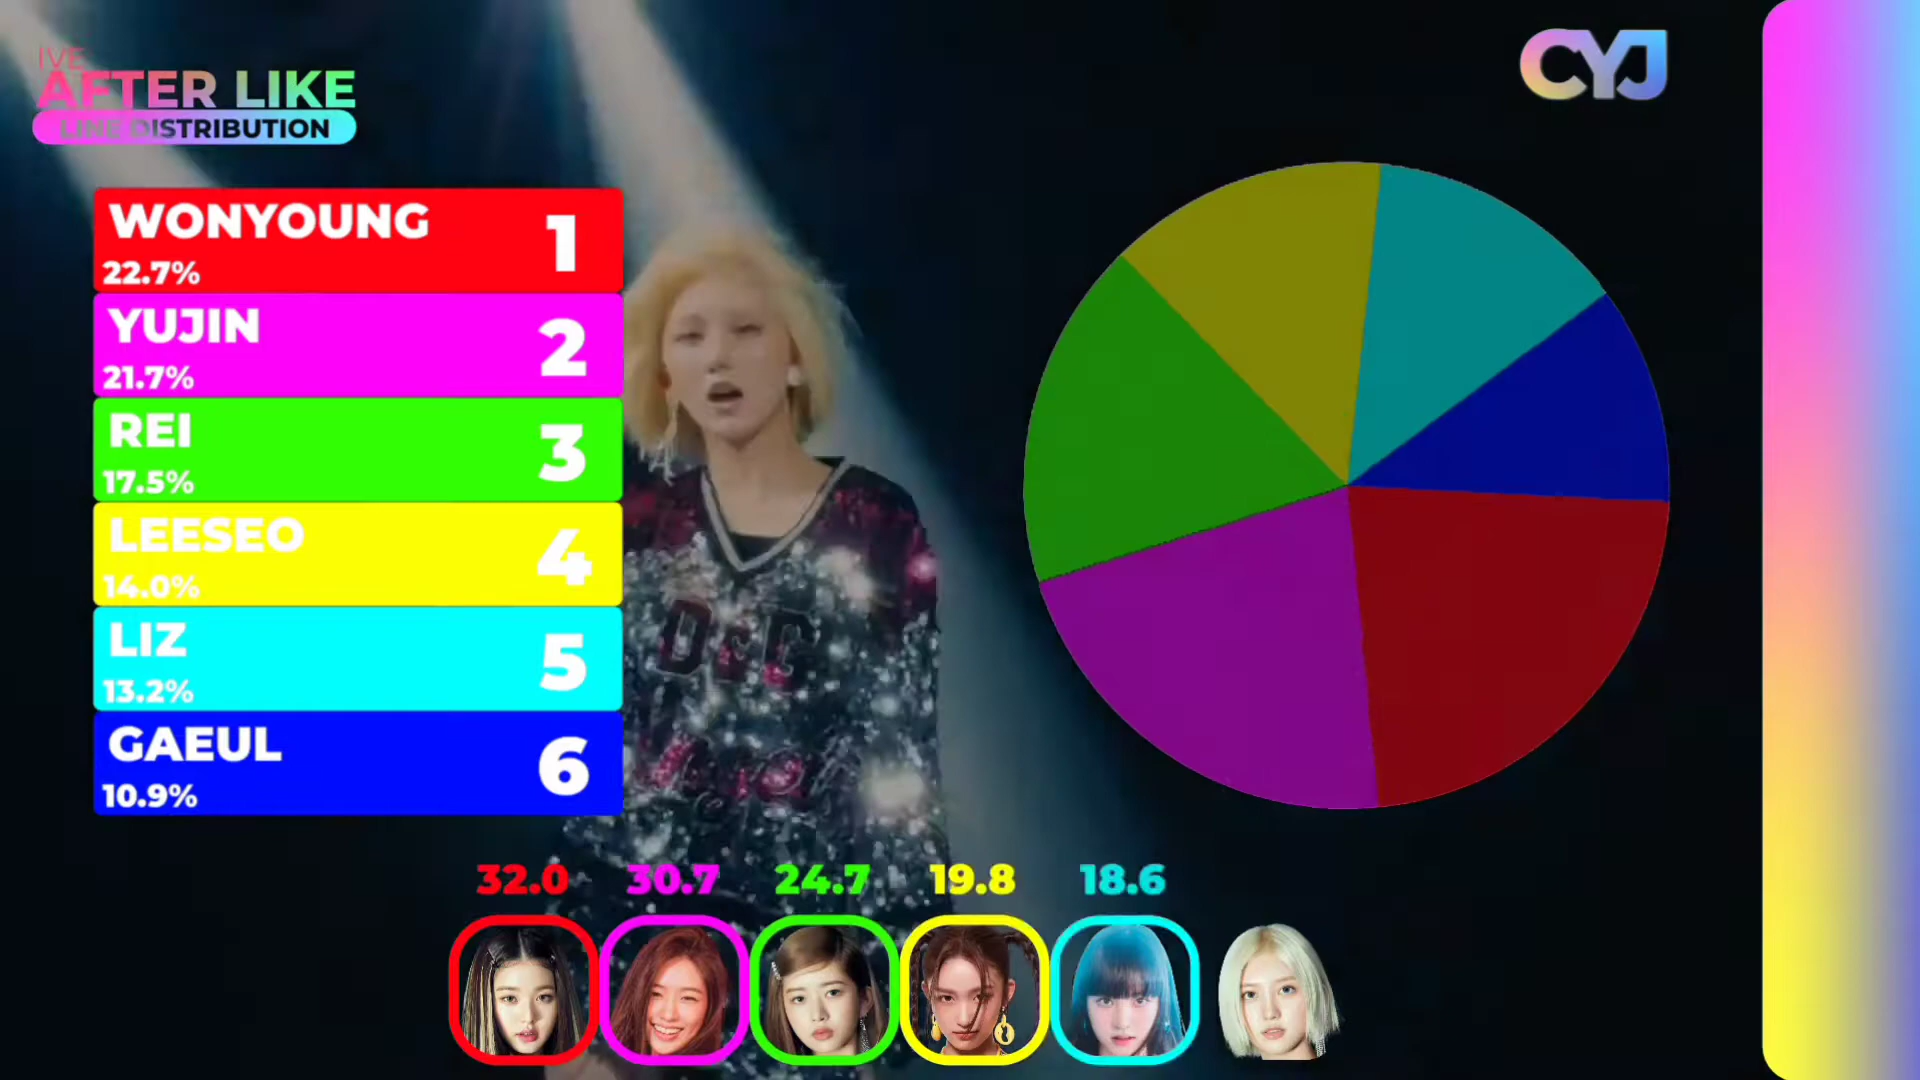 IVE
AFTER LIKE
LINE DISTRIBUTION
CYJ
WONYOUNG
22.7%
1
YUJIN
21.7%
2
REI
17.5%
3
LEESEO
14.0%
4
LIZ
13.2%
5
GAEUL
10.9%
6
32.0
30.7
24.7
19.8
18.6